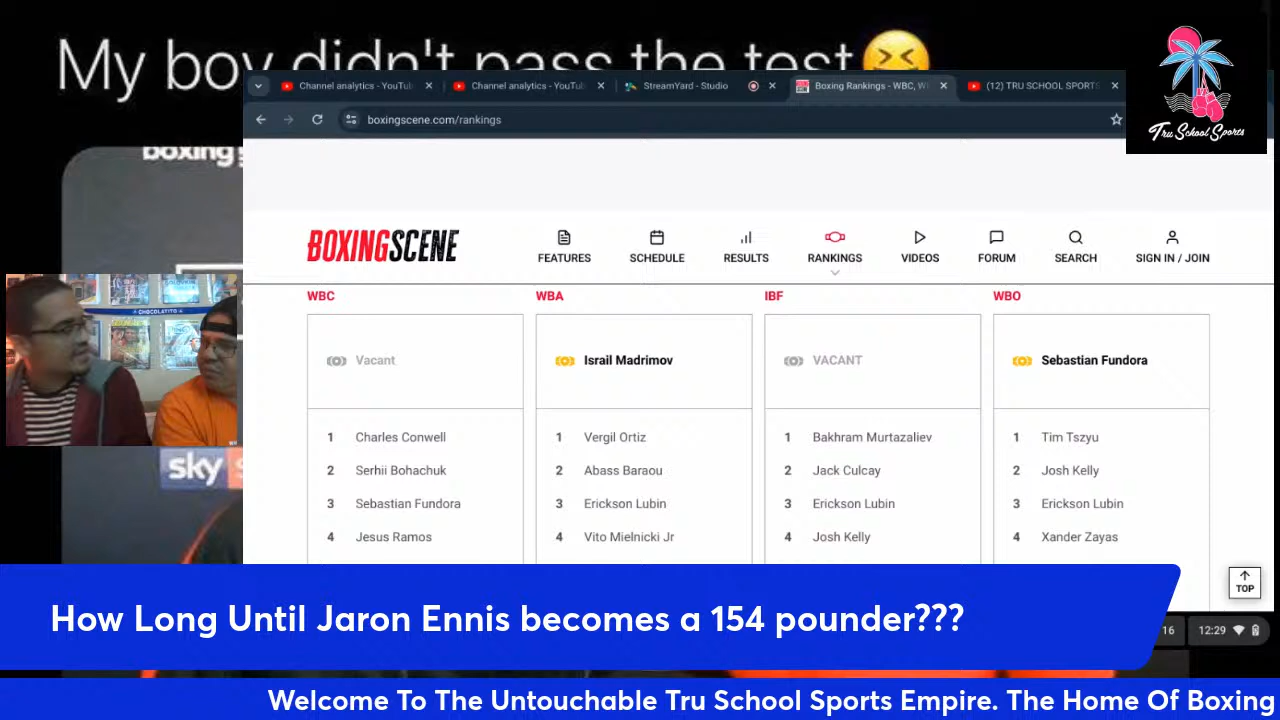 My boy didn't pass the test😆
Channel analytics - YouTu
Channel analytics - YouTub
StreamYard - Studio
Boxing Rankings - WBC, W
(12) TRU SCHOOL SPORTS
boxingscene.com/rankings
Tru School Sports
boxing
BOXINGSCENE
FEATURES
SCHEDULE
RESULTS
RANKINGS
VIDEOS
FORUM
SEARCH
SIGN IN / JOIN
WBC
Vacant
1 Charles Conwell
2 Serhii Bohachuk
3 Sebastian Fundora
4 Jesus Ramos
WBA
Israil Madrimov
1 Vergil Ortiz
2 Abass Baraou
3 Erickson Lubin
4 Vito Mielnicki Jr
IBF
VACANT
1 Bakhram Murtazaliev
2 Jack Culcay
3 Erickson Lubin
4 Josh Kelly
WBO
Sebastian Fundora
1 Tim Tszyu
2 Josh Kelly
3 Erickson Lubin
4 Xander Zayas
CHOCOLATITO
sky s
TOP
16
12:29
How Long Until Jaron Ennis becomes a 154 pounder???
Welcome To The Untouchable Tru School Sports Empire. The Home Of Boxing